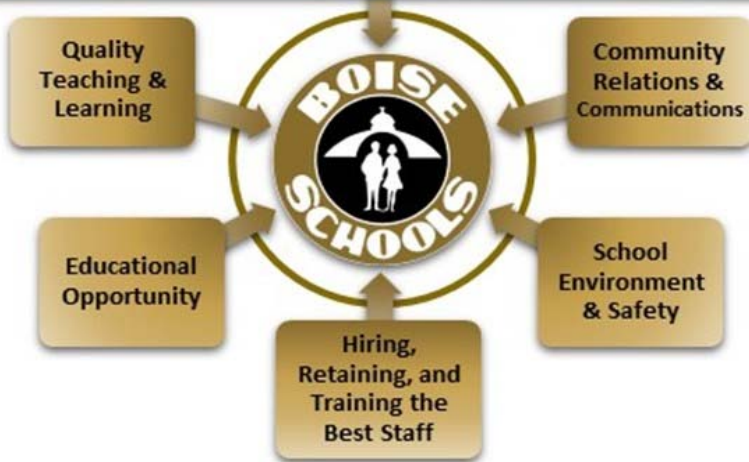 Quality
Teaching &
Learning
Community
Relations &
Communications
BOISE
SCHOOLS
Educational
Opportunity
School
Environment
& Safety
Hiring,
Retaining, and
Training the
Best Staff